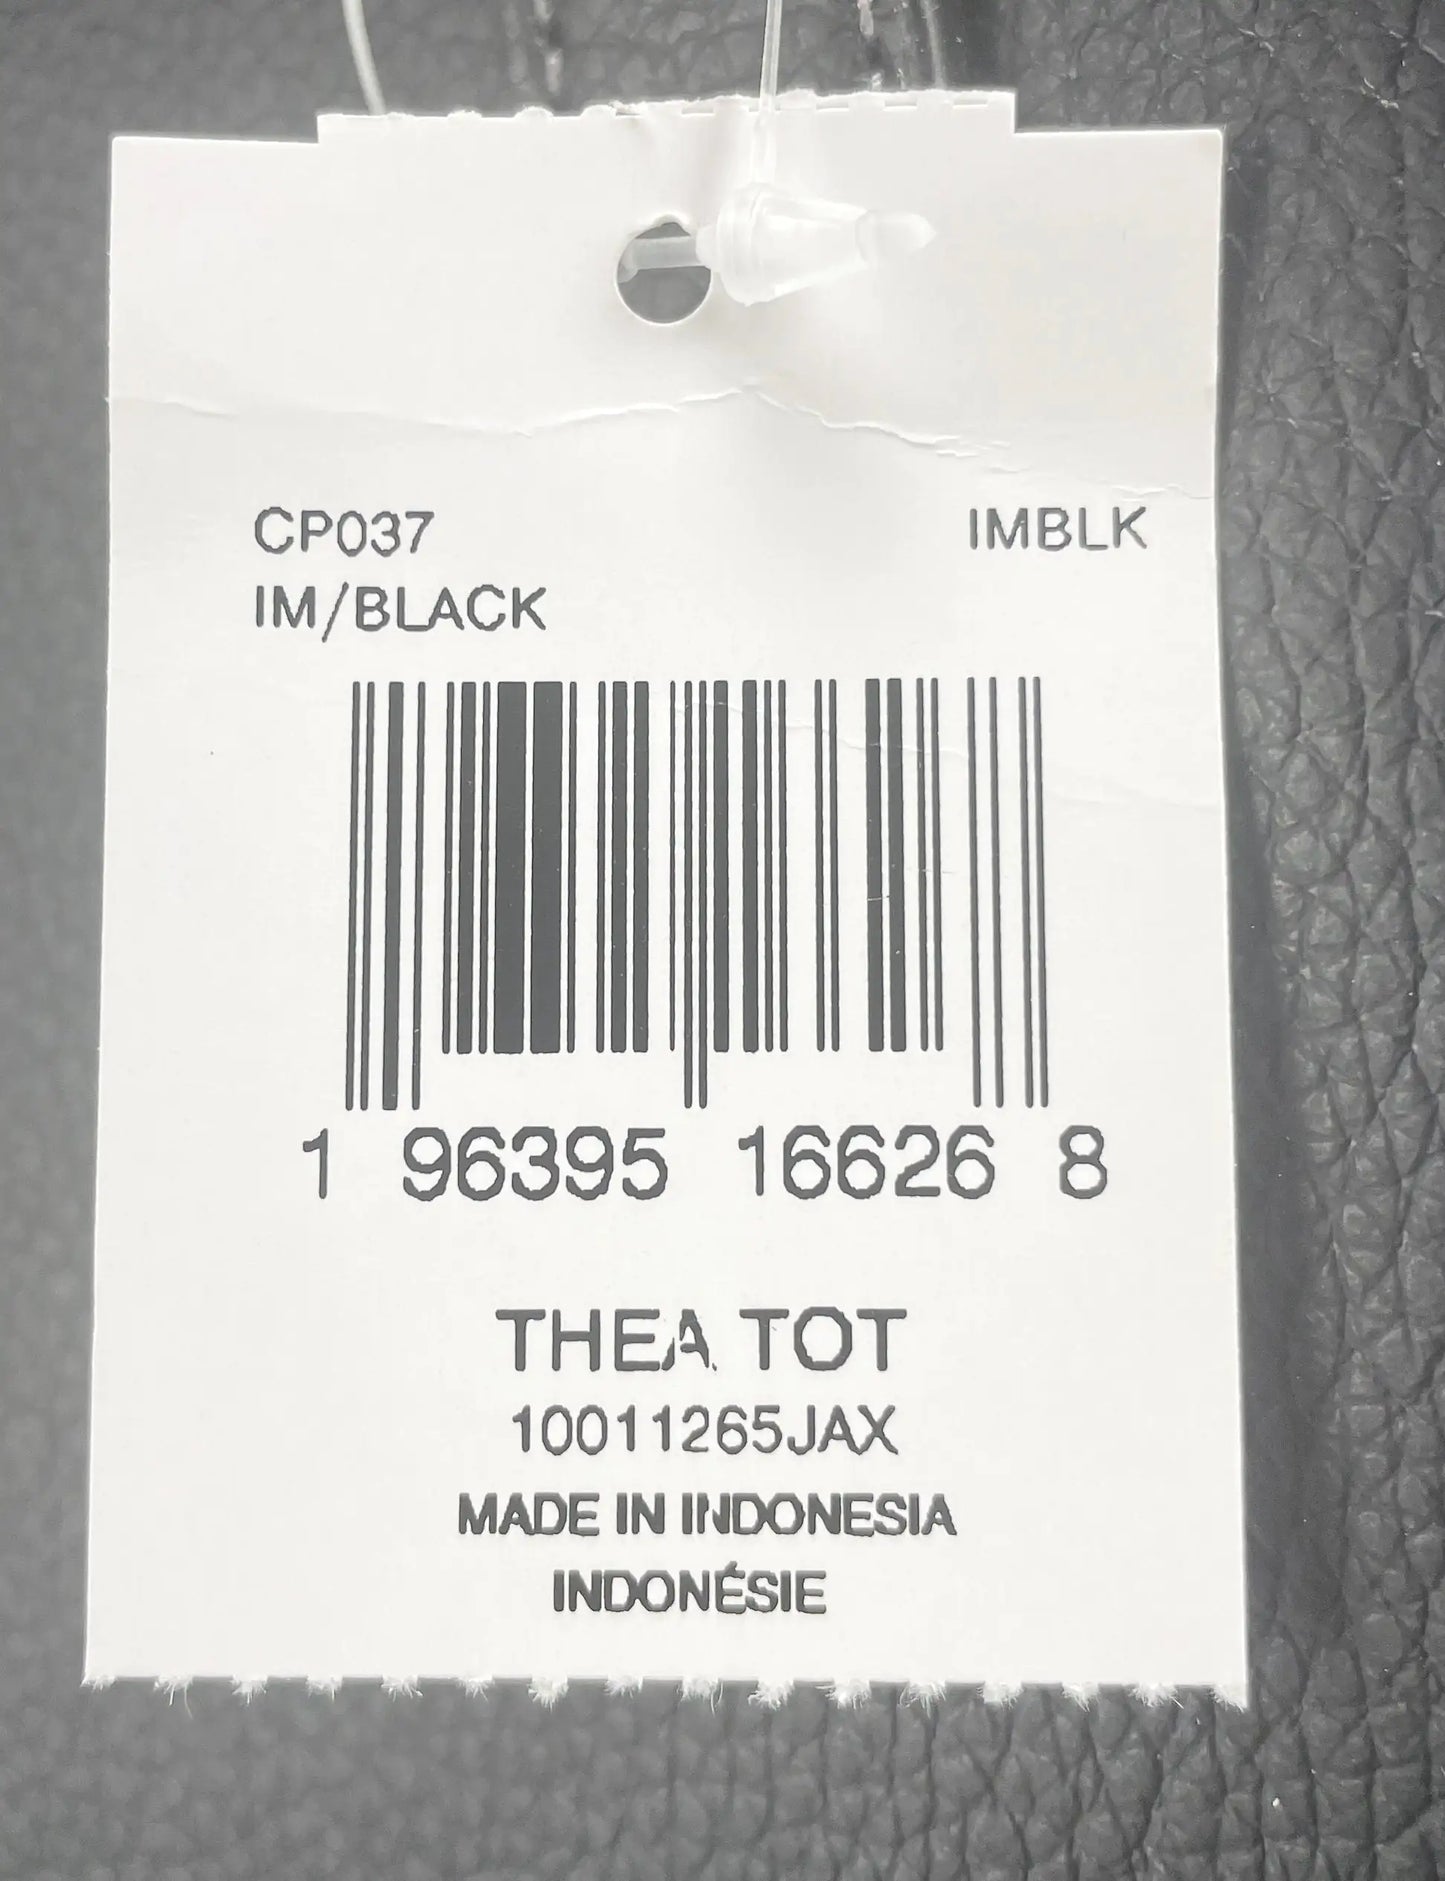 CP037 IMBLK
IM/BLACK
1 96395 16626 8
THEA TOT
10011265JAX
MADE IN INDONESIA
INDONÉSIE